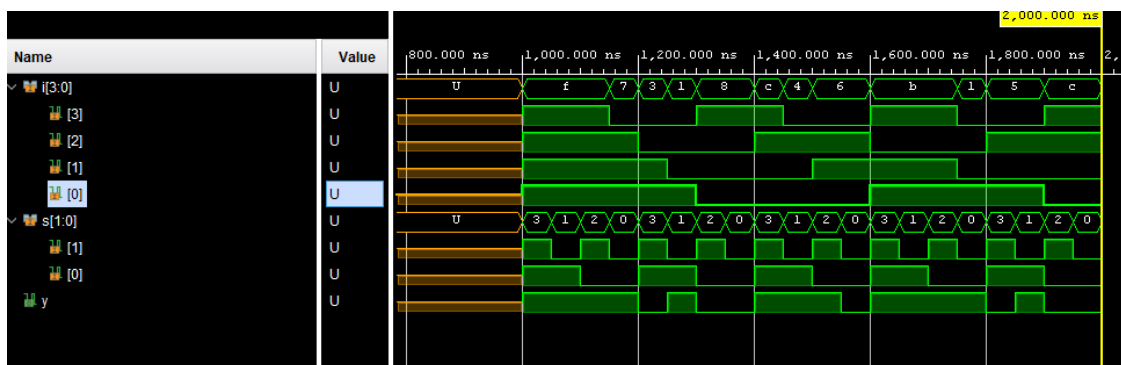 2,000.000 ns
Name Value 800.000 ns 1,000.000 ns 1,200.000 ns 1,400.000 ns 1,600.000 ns 1,800.000 ns 2,
i[3:0] U U f 7 3 1 8 c 4 6 b 1 5 c
[3] U
[2] U
[1] U
[0] U
s[1:0] U U 3 1 2 0 3 1 2 0 3 1 2 0 3 1 2 0 3 1 2 0
[1] U
[0] U
y U